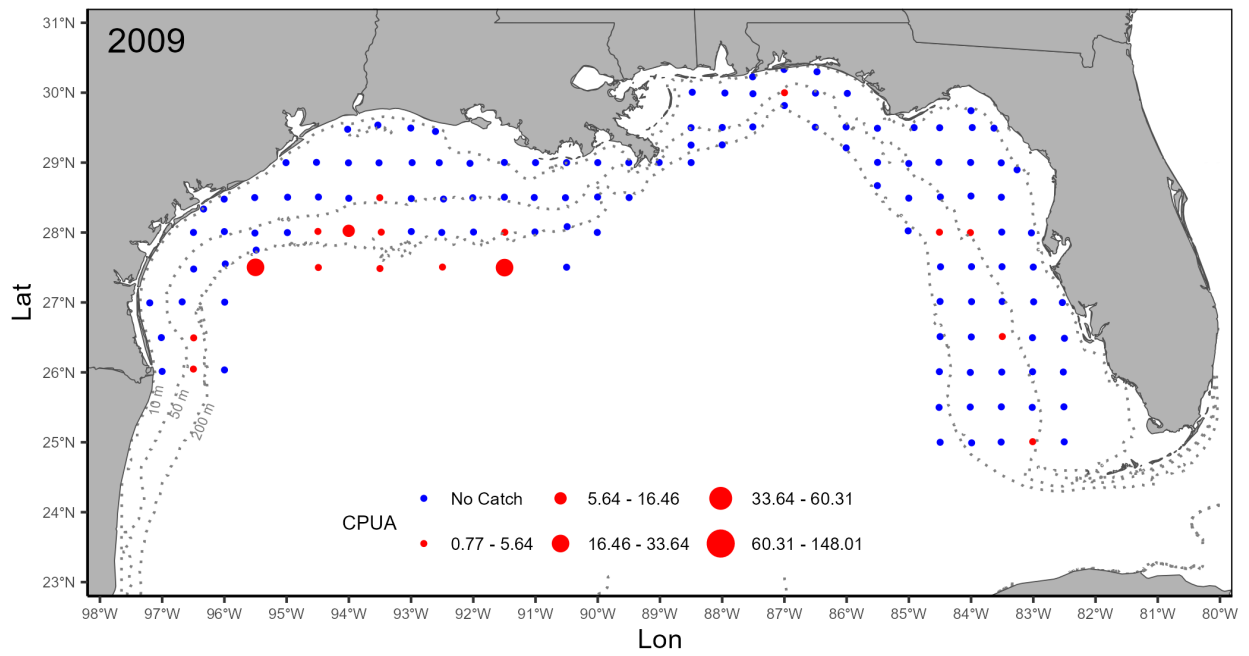 2009
31°N
30°N
29°N
28°N
27°N
26°N
25°N
24°N
23°N
Lat
10 m
50 m
200 m
CPUA
No Catch
5.64 - 16.46
33.64 - 60.31
0.77 - 5.64
16.46 - 33.64
60.31 - 148.01
98°W 97°W 96°W 95°W 94°W 93°W 92°W 91°W 90°W 89°W 88°W 87°W 86°W 85°W 84°W 83°W 82°W 81°W 80°W
Lon